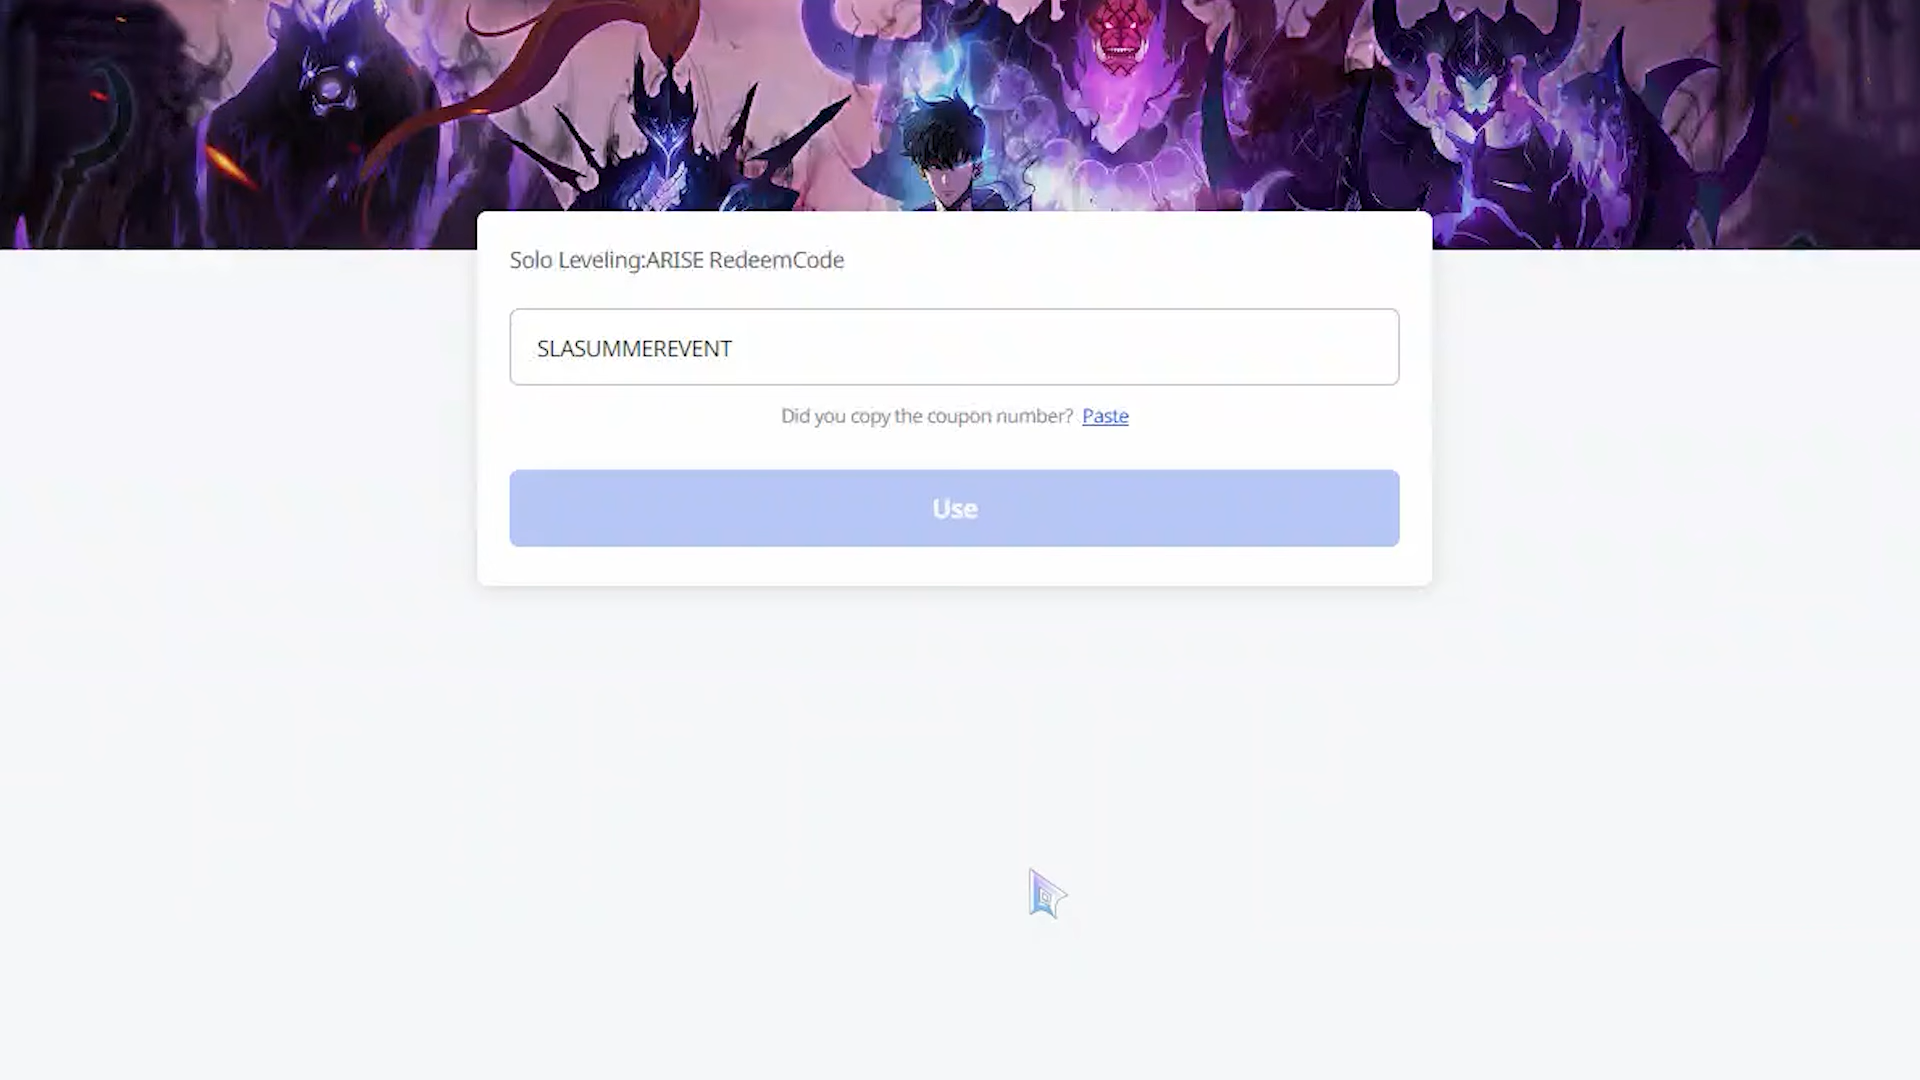 Solo Leveling:ARISE RedeemCode
SLASUMMEREVENT
Did you copy the coupon number? Paste
Use